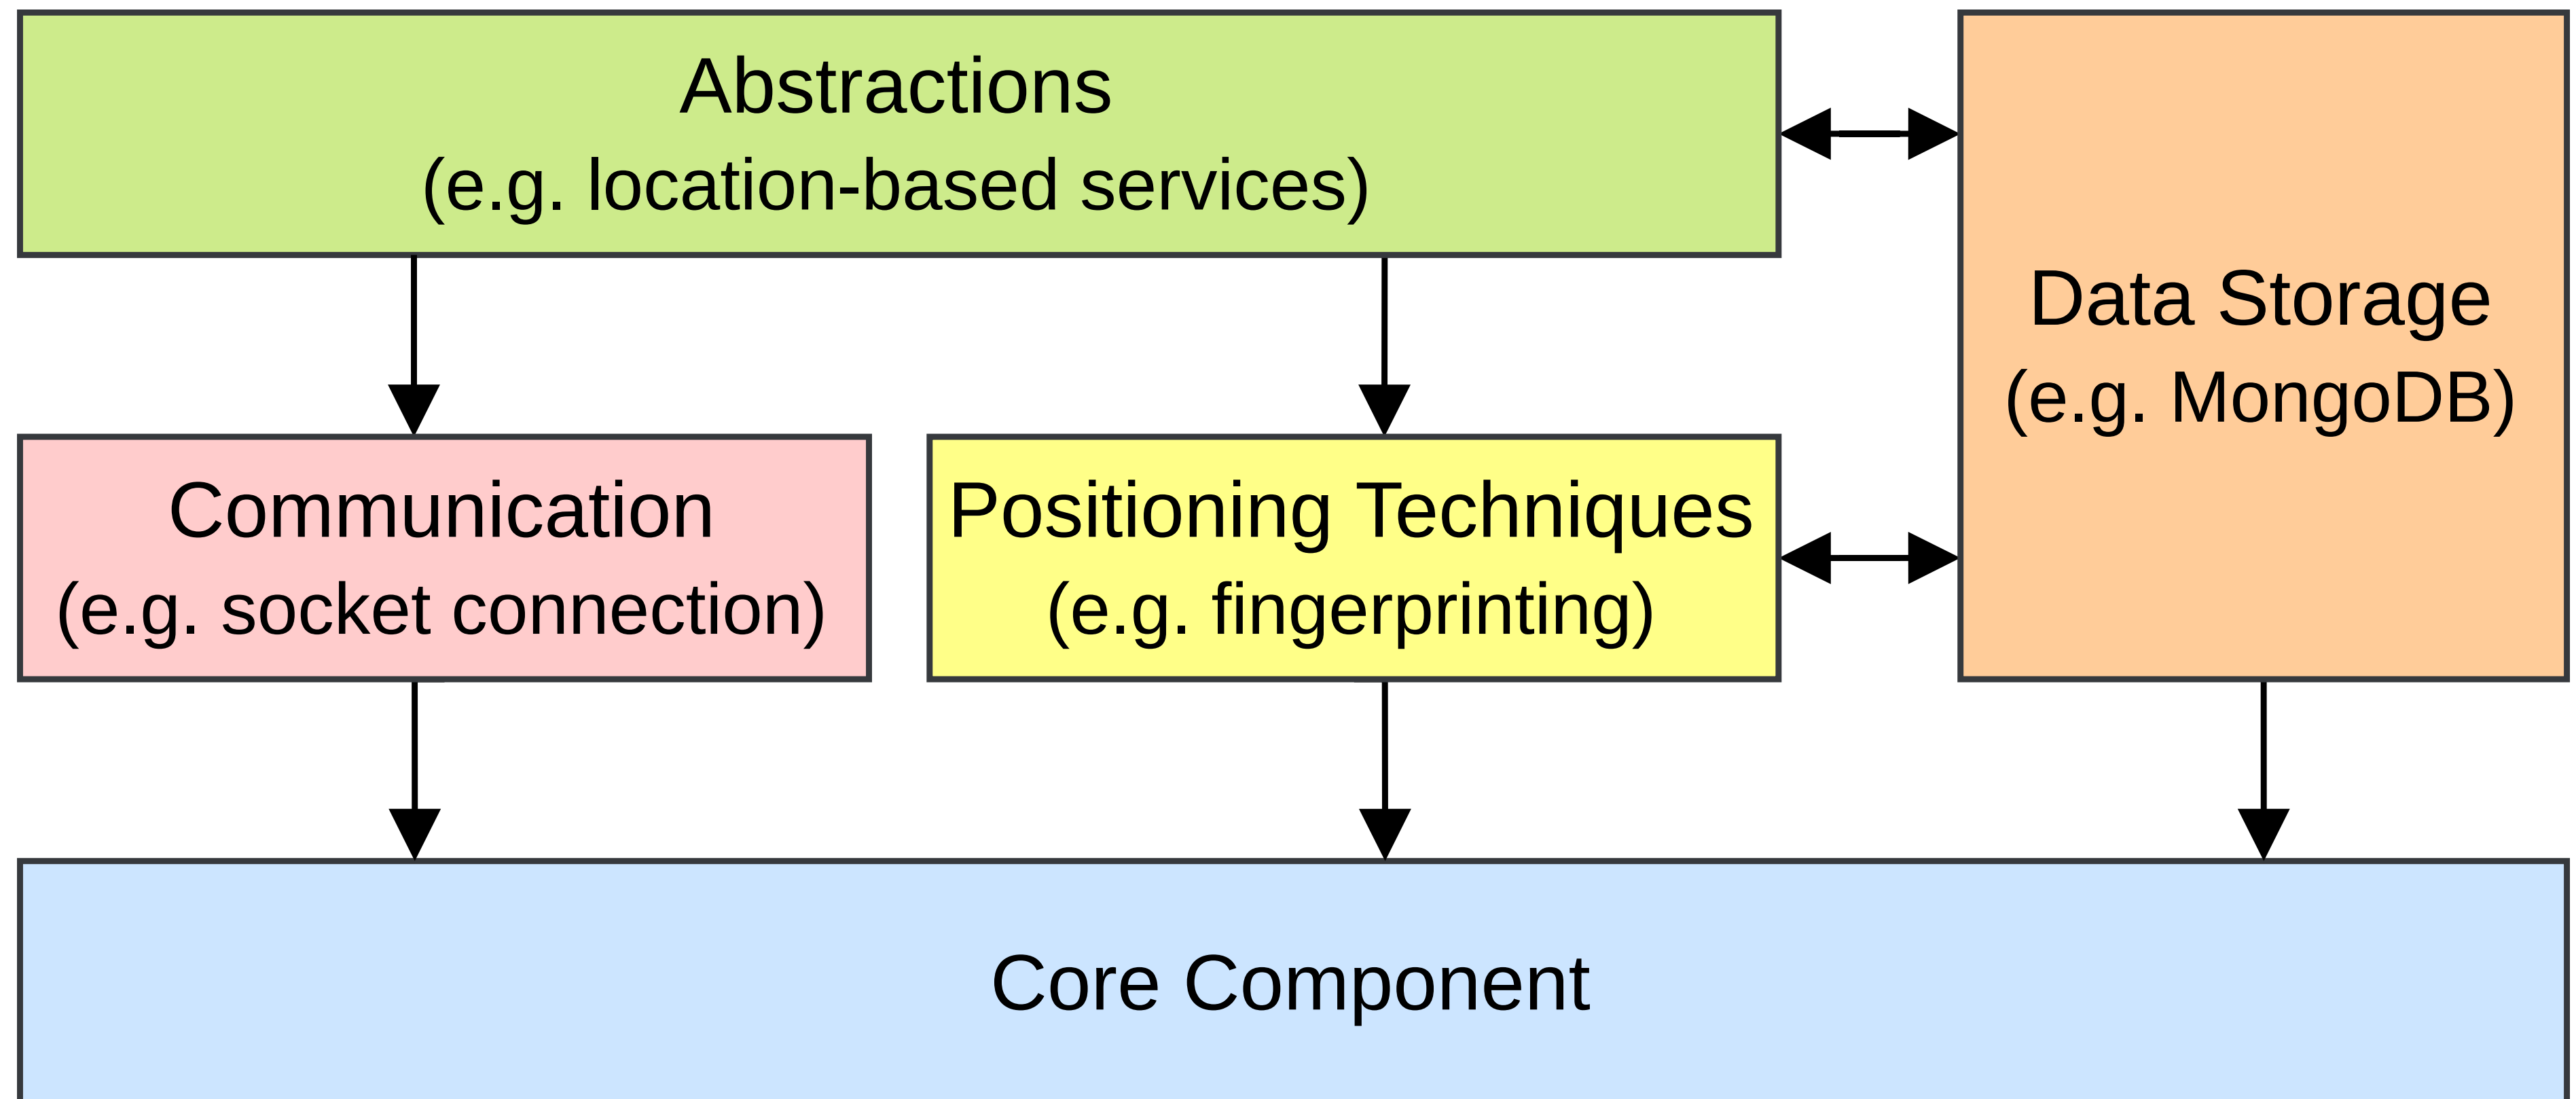 Abstractions
(e.g. location-based services)
Data Storage
(e.g. MongoDB)
Communication
(e.g. socket connection)
Positioning Techniques
(e.g. fingerprinting)
Core Component